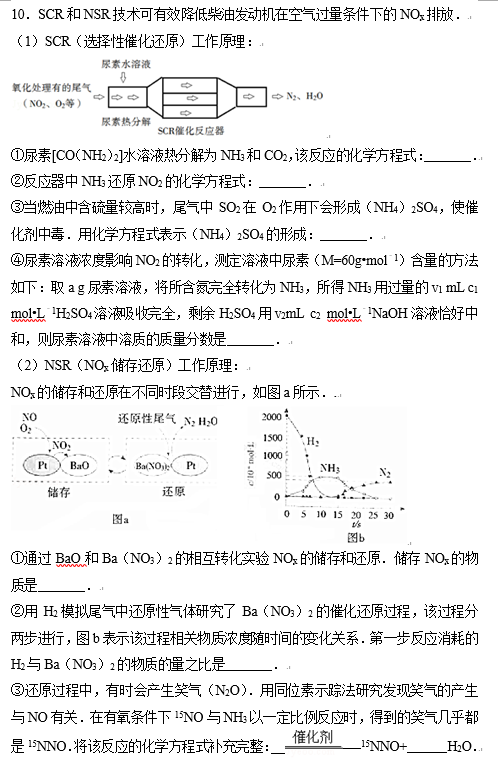 10．SCR和NSR技术可有效降低柴油发动机在空气过量条件下的NOx排放．
（1）SCR（选择性催化还原）工作原理：
尿素水溶液
氧化处理有的尾气
（NO2、O2等）
N2、H2O
尿素热分解
SCR催化反应器
①尿素[CO(NH2)2]水溶液热分解为NH3和CO2,该反应的化学方程式：_______．
②反应器中NH3还原NO2的化学方程式：_______．
③当燃油中含硫量较高时，尾气中SO2在O2作用下会形成（NH4）2SO4，使催
化剂中毒．用化学方程式表示（NH4）2SO4的形成：_______．
④尿素溶液浓度影响NO2的转化，测定溶液中尿素（M=60g•mol﹣1）含量的方法
如下：取a g尿素溶液，将所含氮完全转化为NH3，所得NH3用过量的v1 mL c1
mol•L﹣1H2SO4溶液吸收完全，剩余H2SO4用v2mL c2 mol•L﹣1NaOH溶液恰好中
和，则尿素溶液中溶质的质量分数是_______．
（2）NSR（NOx储存还原）工作原理：
NOx的储存和还原在不同时段交替进行，如图a所示．
NO
O2
NO2
Pt
BaO
储存
还原性尾气
N2 H2O
Ba(NO3)2
Pt
还原
图a
c/10⁻⁶ mol·L
2000
1500
1000
500
0
H2
NH3
N2
0 5 10 15 20 25 30
t/s
图b
①通过BaO和Ba（NO3）2的相互转化实验NOx的储存和还原．储存NOx的物
质是_______．
②用H2模拟尾气中还原性气体研究了Ba（NO3）2的催化还原过程，该过程分
两步进行，图b表示该过程相关物质浓度随时间的变化关系．第一步反应消耗的
H2与Ba（NO3）2的物质的量之比是_______．
③还原过程中，有时会产生笑气（N2O）．用同位素示踪法研究发现笑气的产生
与NO有关．在有氧条件下15NO与NH3以一定比例反应时，得到的笑气几乎都
是15NNO.将该反应的化学方程式补充完整：__催化剂__15NNO+______H2O．